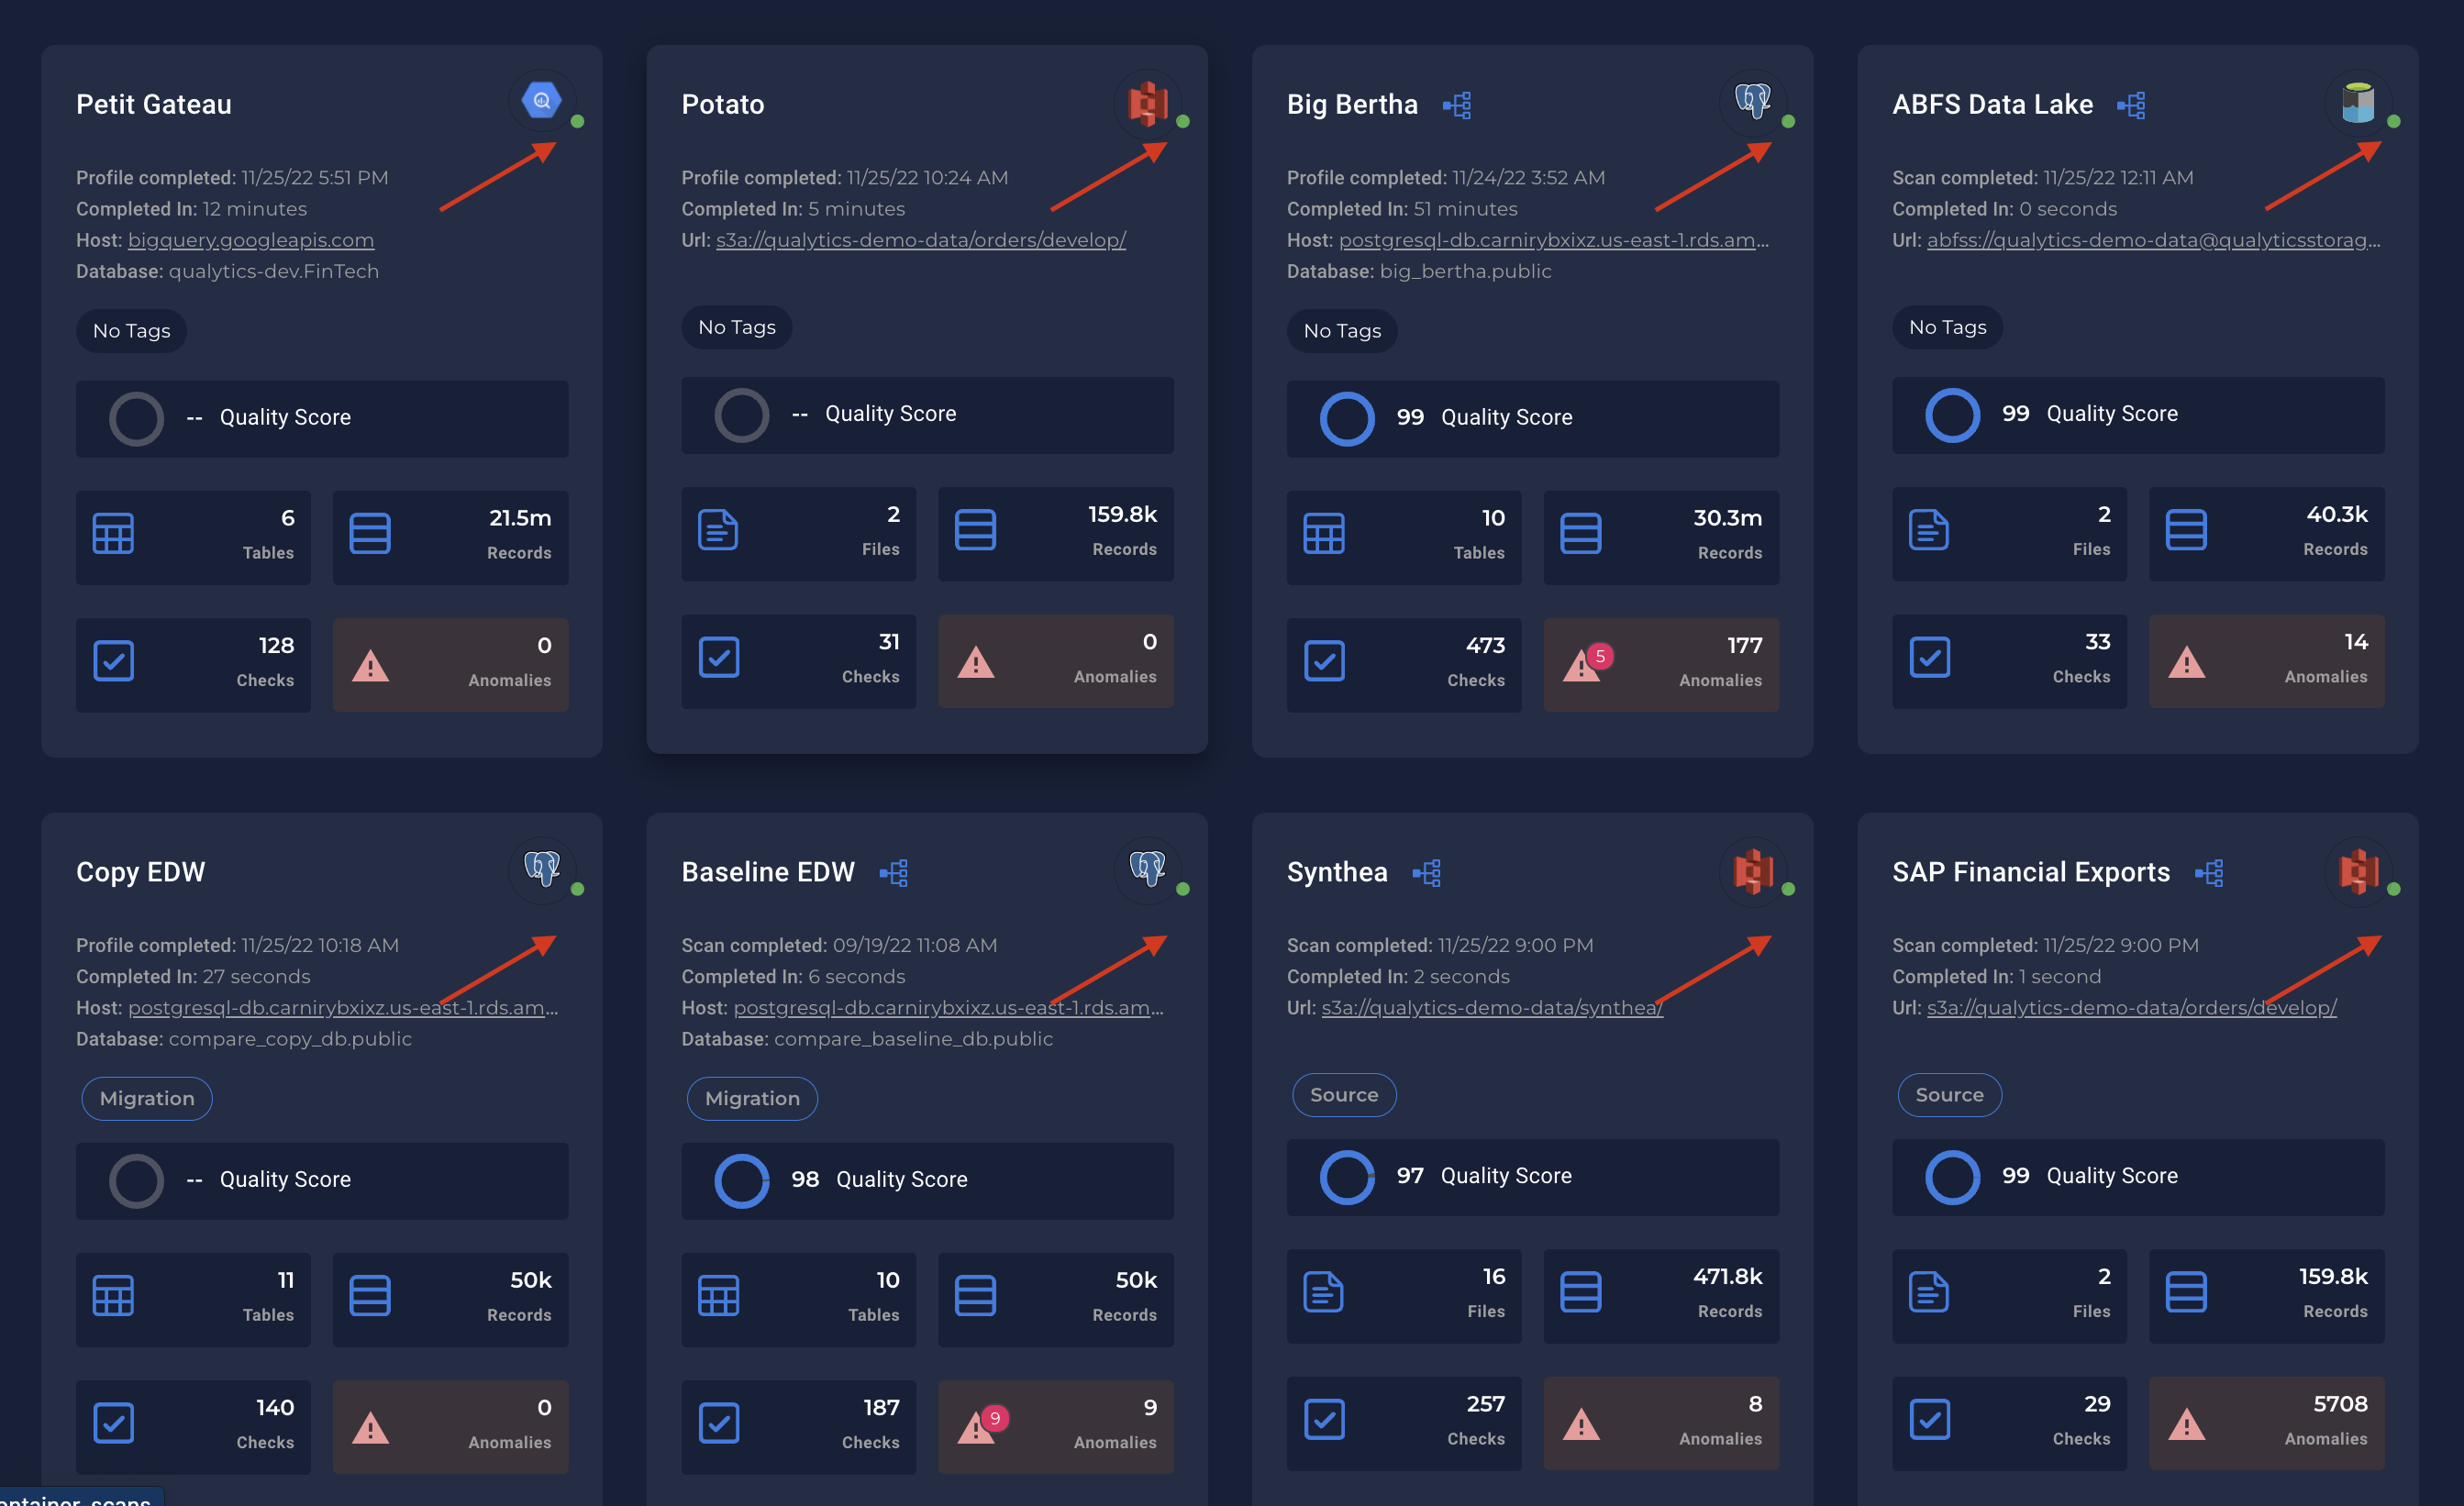 Petit Gateau
Profile completed: 11/25/22 5:51 PM
Completed In: 12 minutes
Host: bigquery.googleapis.com
Database: qualytics-dev.FinTech
No Tags
-- Quality Score
6
Tables
21.5m
Records
128
Checks
0
Anomalies
Potato
Profile completed: 11/25/22 10:24 AM
Completed In: 5 minutes
Url: s3a://qualytics-demo-data/orders/develop/
No Tags
-- Quality Score
2
Files
159.8k
Records
31
Checks
0
Anomalies
Big Bertha
Profile completed: 11/24/22 3:52 AM
Completed In: 51 minutes
Host: postgresql-db.carnirybxixz.us-east-1.rds.am...
Database: big_bertha.public
No Tags
99 Quality Score
10
Tables
30.3m
Records
473
Checks
5
177
Anomalies
ABFS Data Lake
Scan completed: 11/25/22 12:11 AM
Completed In: 0 seconds
Url: abfss://qualytics-demo-data@qualyticsstorag...
No Tags
99 Quality Score
2
Files
40.3k
Records
33
Checks
14
Anomalies
Copy EDW
Profile completed: 11/25/22 10:18 AM
Completed In: 27 seconds
Host: postgresql-db.carnirybxixz.us-east-1.rds.am...
Database: compare_copy_db.public
Migration
-- Quality Score
11
Tables
50k
Records
140
Checks
0
Anomalies
Baseline EDW
Scan completed: 09/19/22 11:08 AM
Completed In: 6 seconds
Host: postgresql-db.carnirybxixz.us-east-1.rds.am...
Database: compare_baseline_db.public
Migration
98 Quality Score
10
Tables
50k
Records
187
Checks
9
9
Anomalies
Synthea
Scan completed: 11/25/22 9:00 PM
Completed In: 2 seconds
Url: s3a://qualytics-demo-data/synthea/
Source
97 Quality Score
16
Files
471.8k
Records
257
Checks
8
Anomalies
SAP Financial Exports
Scan completed: 11/25/22 9:00 PM
Completed In: 1 second
Url: s3a://qualytics-demo-data/orders/develop/
Source
99 Quality Score
2
Files
159.8k
Records
29
Checks
5708
Anomalies